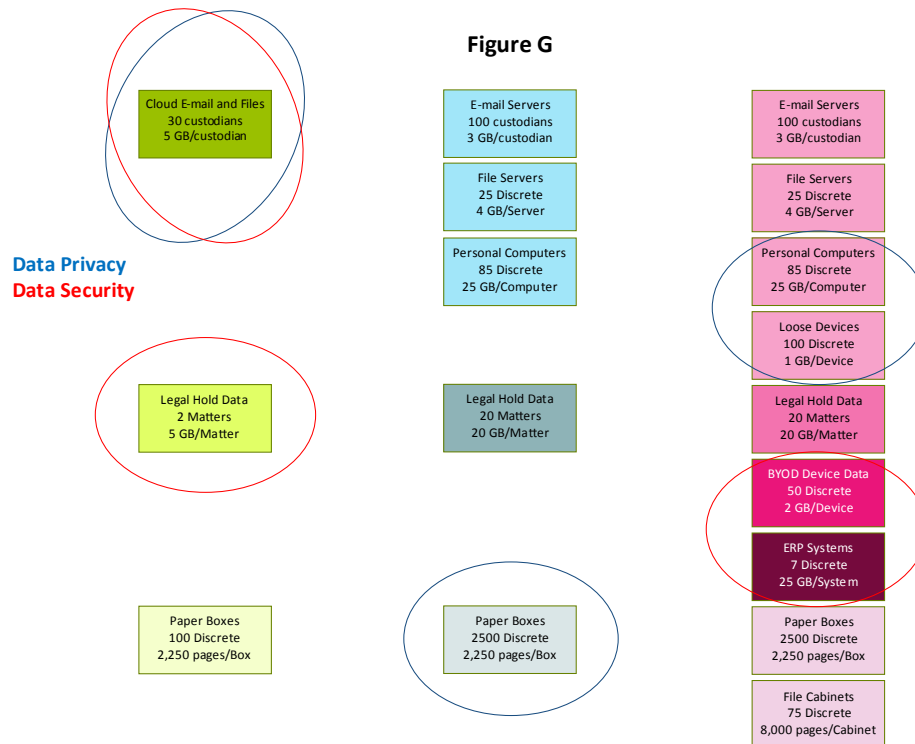 Figure G
Cloud E-mail and Files
30 custodians
5 GB/custodian
Data Privacy
Data Security
Legal Hold Data
2 Matters
5 GB/Matter
Paper Boxes
100 Discrete
2,250 pages/Box
E-mail Servers
100 custodians
3 GB/custodian
File Servers
25 Discrete
4 GB/Server
Personal Computers
85 Discrete
25 GB/Computer
Legal Hold Data
20 Matters
20 GB/Matter
Paper Boxes
2500 Discrete
2,250 pages/Box
E-mail Servers
100 custodians
3 GB/custodian
File Servers
25 Discrete
4 GB/Server
Personal Computers
85 Discrete
25 GB/Computer
Loose Devices
100 Discrete
1 GB/Device
Legal Hold Data
20 Matters
20 GB/Matter
BYOD Device Data
50 Discrete
2 GB/Device
ERP Systems
7 Discrete
25 GB/System
Paper Boxes
2500 Discrete
2,250 pages/Box
File Cabinets
75 Discrete
8,000 pages/Cabinet